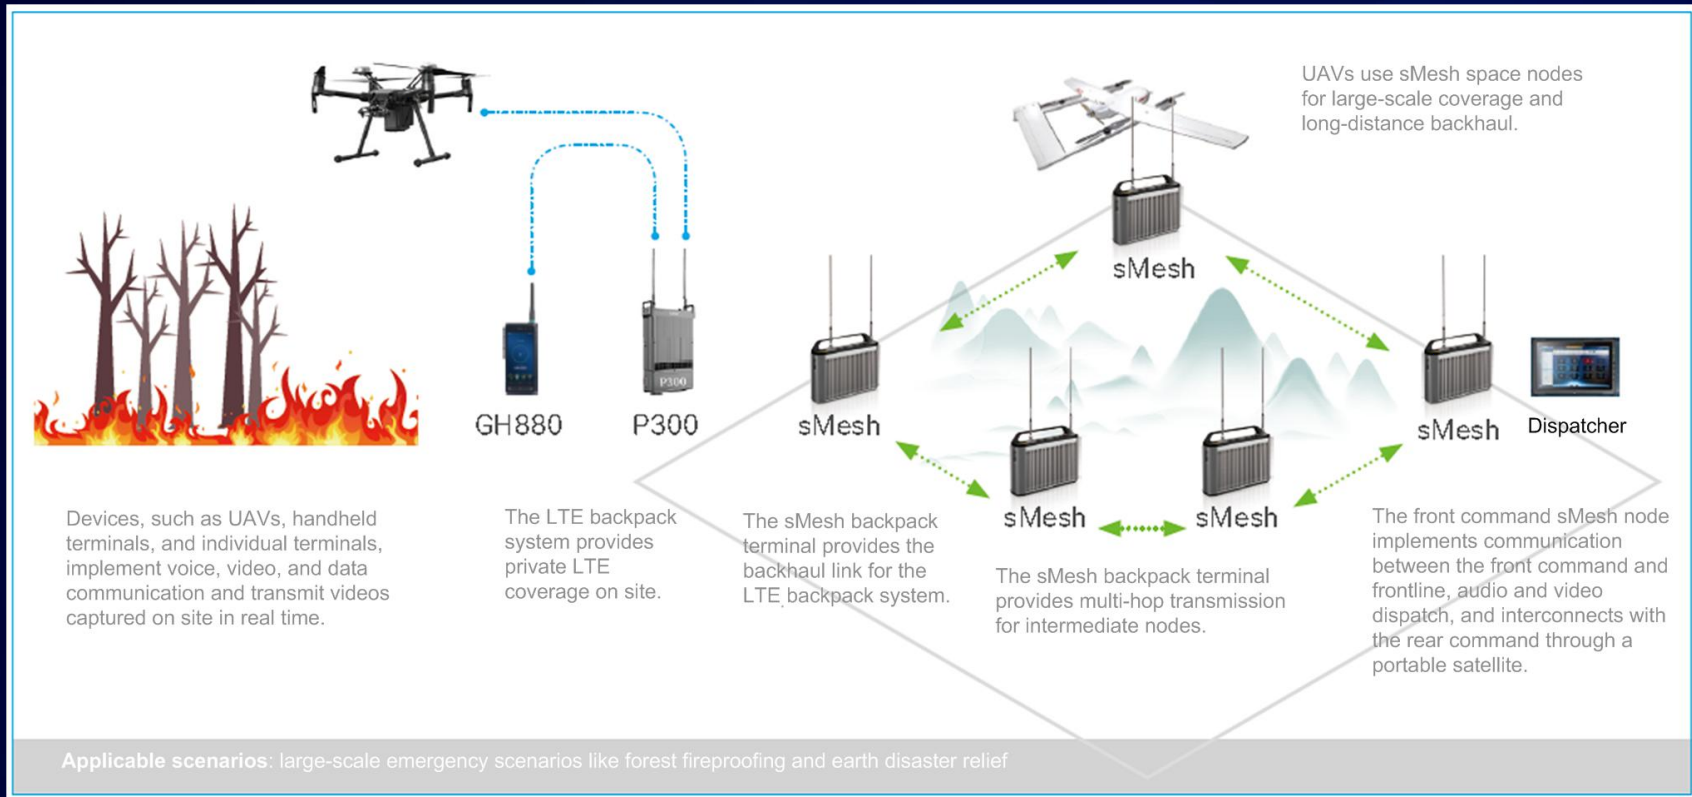 UAVs use sMesh space nodes
for large-scale coverage and
long-distance backhaul.
sMesh
P300
GH880
P300
sMesh
sMesh
Dispatcher
sMesh
sMesh
Devices, such as UAVs, handheld
terminals, and individual terminals,
implement voice, video, and data
communication and transmit videos
captured on site in real time.
The LTE backpack
system provides
private LTE
coverage on site.
The sMesh backpack
terminal provides the
backhaul link for the
LTE backpack system.
The sMesh backpack terminal
provides multi-hop transmission
for intermediate nodes.
The front command sMesh node
implements communication
between the front command and
frontline, audio and video
dispatch, and interconnects with
the rear command through a
portable satellite.
Applicable scenarios: large-scale emergency scenarios like forest fireproofing and earth disaster relief